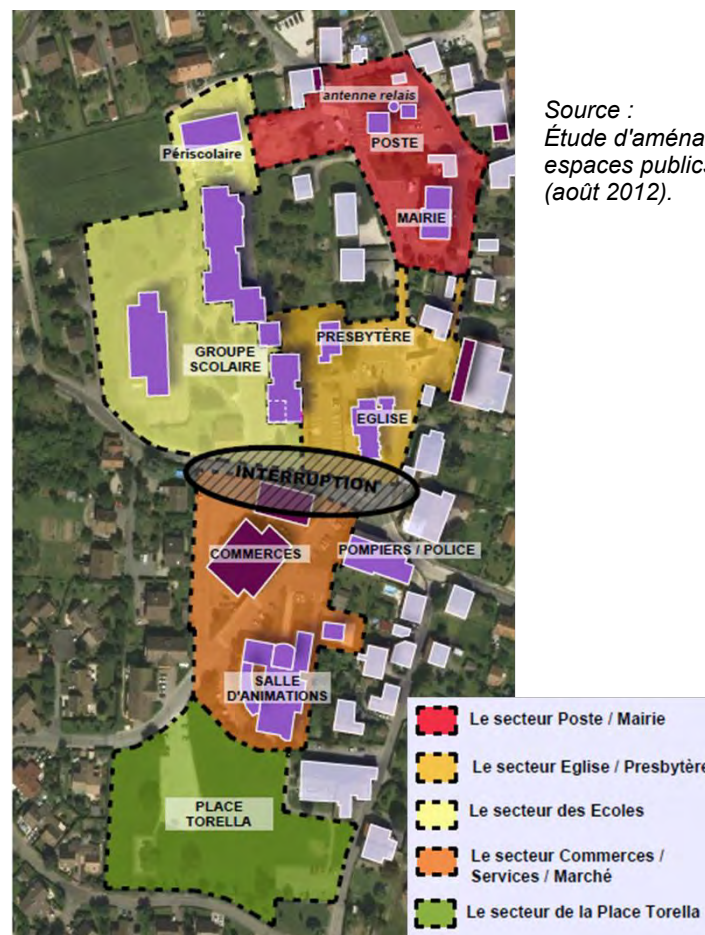 antenne relais
POSTE
Périscolaire
MAIRIE
PRESBYTÈRE
GROUPE
SCOLAIRE
EGLISE
INTERRUPTION
COMMERCES
POMPIERS / POLICE
SALLE
D'ANIMATIONS
PLACE
TORELLA
Source :
Étude d'aména
espaces publics
(août 2012).
Le secteur Poste / Mairie
Le secteur Eglise / Presbytère
Le secteur des Ecoles
Le secteur Commerces /
Services / Marché
Le secteur de la Place Torella